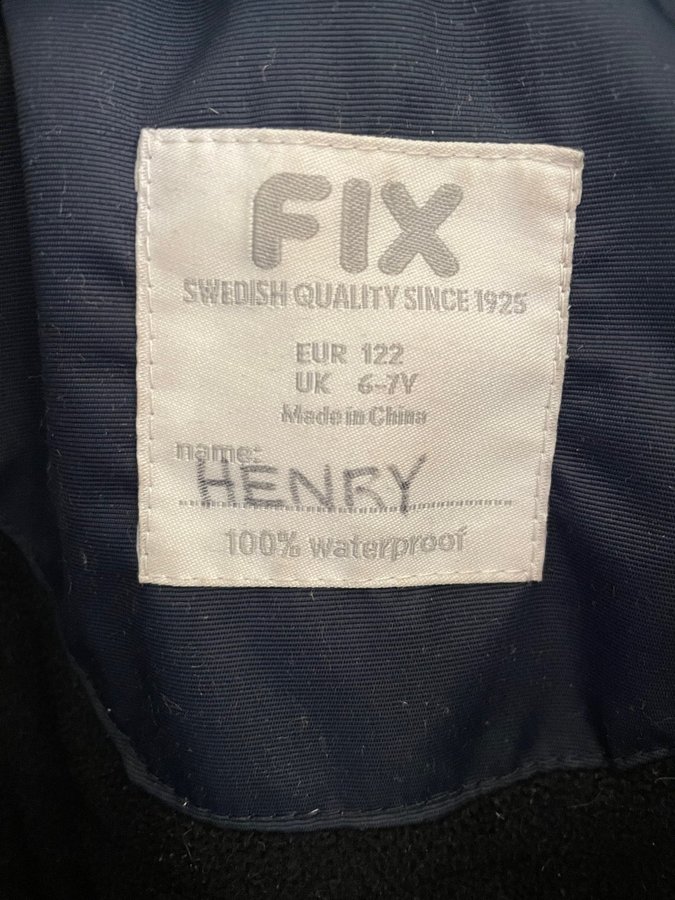 FIX
SWEDISH QUALITY SINCE 1925
EUR 122
UK 6-7Y
Made in China
name:
HENRY
100% waterproof